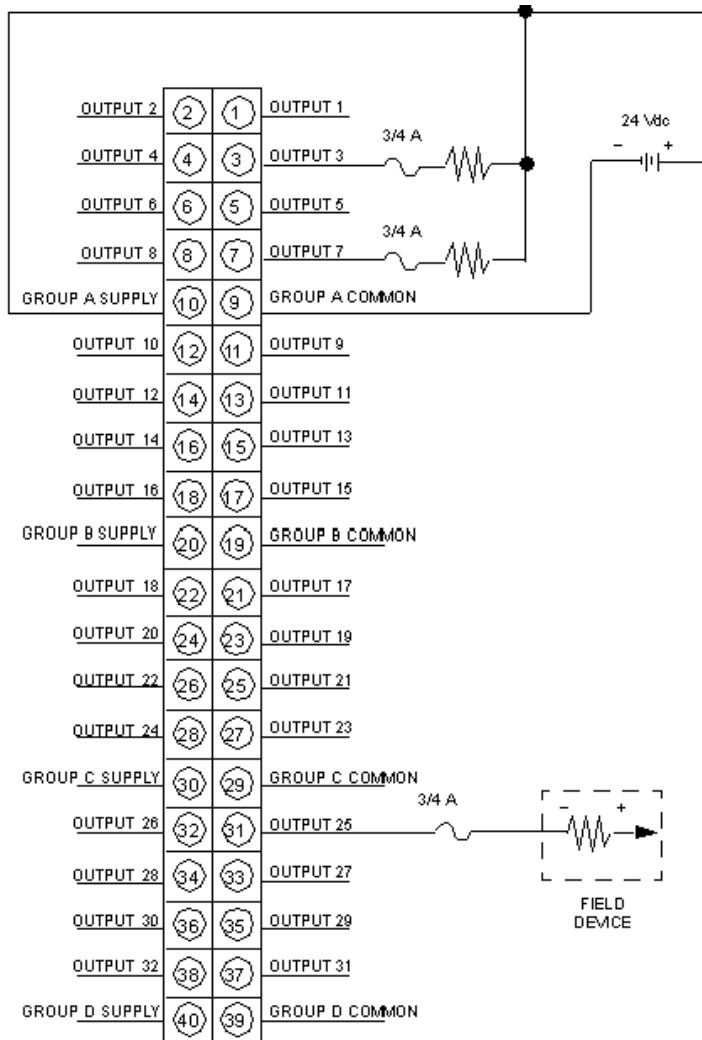 24 Vdc
- +
OUTPUT 2 2 1 OUTPUT 1
3/4 A
OUTPUT 4 4 3 OUTPUT 3
OUTPUT 6 6 5 OUTPUT 5
3/4 A
OUTPUT 8 8 7 OUTPUT 7
GROUP A SUPPLY 10 9 GROUP A COMMON
OUTPUT 10 12 11 OUTPUT 9
OUTPUT 12 14 13 OUTPUT 11
OUTPUT 14 16 15 OUTPUT 13
OUTPUT 16 18 17 OUTPUT 15
GROUP B SUPPLY 20 19 GROUP B COMMON
OUTPUT 18 22 21 OUTPUT 17
OUTPUT 20 24 23 OUTPUT 19
OUTPUT 22 26 25 OUTPUT 21
OUTPUT 24 28 27 OUTPUT 23
GROUP C SUPPLY 30 29 GROUP C COMMON
3/4 A
- +
OUTPUT 26 32 31 OUTPUT 25
OUTPUT 28 34 33 OUTPUT 27
FIELD
DEVICE
OUTPUT 30 36 35 OUTPUT 29
OUTPUT 32 38 37 OUTPUT 31
GROUP D SUPPLY 40 39 GROUP D COMMON